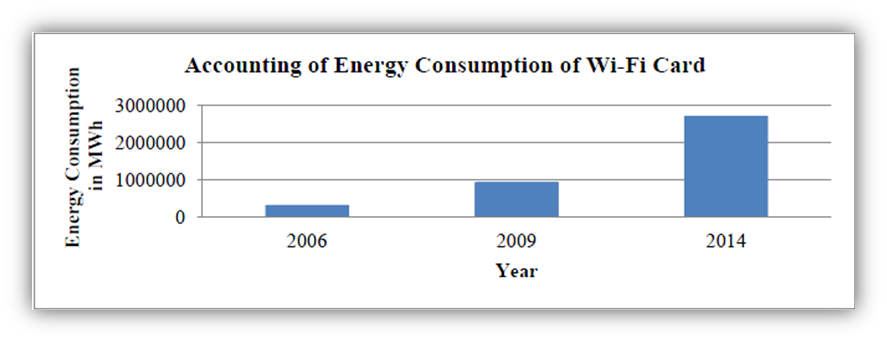 Accounting of Energy Consumption of Wi-Fi Card
Energy Consumption
in MWh
3000000
2000000
1000000
0
2006
2009
2014
Year